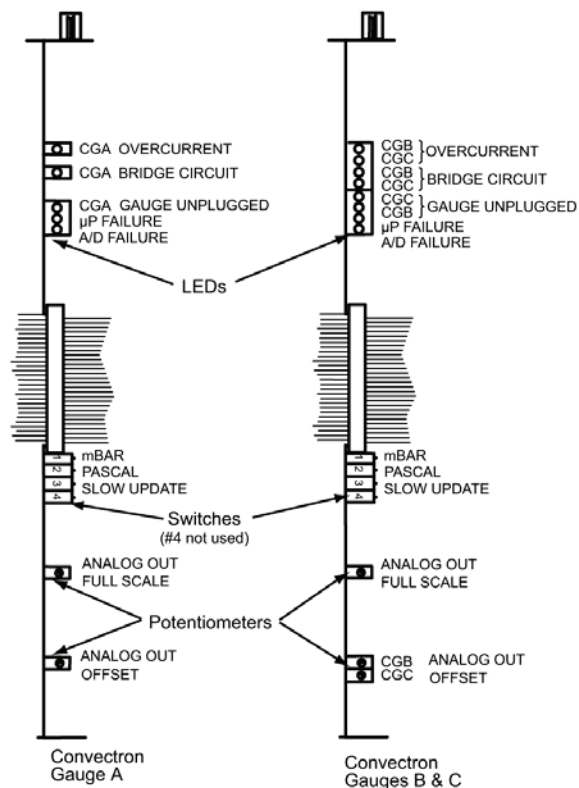 CGA OVERCURRENT
CGA BRIDGE CIRCUIT
CGA GAUGE UNPLUGGED
µP FAILURE
A/D FAILURE
CGB
CGC
OVERCURRENT
CGB
CGC
BRIDGE CIRCUIT
CGC
CGB
GAUGE UNPLUGGED
µP FAILURE
A/D FAILURE
LEDs
1 mBAR
2 PASCAL
3 SLOW UPDATE
4
1 mBAR
2 PASCAL
3 SLOW UPDATE
4
Switches
(#4 not used)
ANALOG OUT
FULL SCALE
ANALOG OUT
FULL SCALE
Potentiometers
ANALOG OUT
OFFSET
CGB
CGC
ANALOG OUT
OFFSET
Convectron
Gauge A
Convectron
Gauges B & C